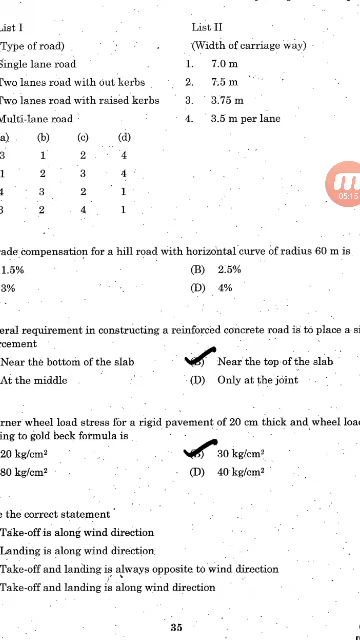 List I List II
(Type of road) (Width of carriage way)
Single lane road 1. 7.0 m
Two lanes road with out kerbs 2. 7.5 m
Two lanes road with raised kerbs 3. 3.75 m
Multi-lane road 4. 3.5 m per lane
a) (b) (c) (d)
3 1 2 4
1 2 3 4
4 3 2 1
3 2 4 1
05:15
ade compensation for a hill road with horizontal curve of radius 60 m is
1.5% (B) 2.5%
3% (D) 4%
eral requirement in constructing a reinforced concrete road is to place a si
rcement
Near the bottom of the slab (B) Near the top of the slab
At the middle (D) Only at the joint
rner wheel load stress for a rigid pavement of 20 cm thick and wheel load
ing to gold beck formula is
20 kg/cm² (B) 30 kg/cm²
80 kg/cm² (D) 40 kg/cm²
e the correct statement
Take-off is along wind direction
Landing is along wind direction
Take-off and landing is always opposite to wind direction
Take-off and landing is along wind direction
35